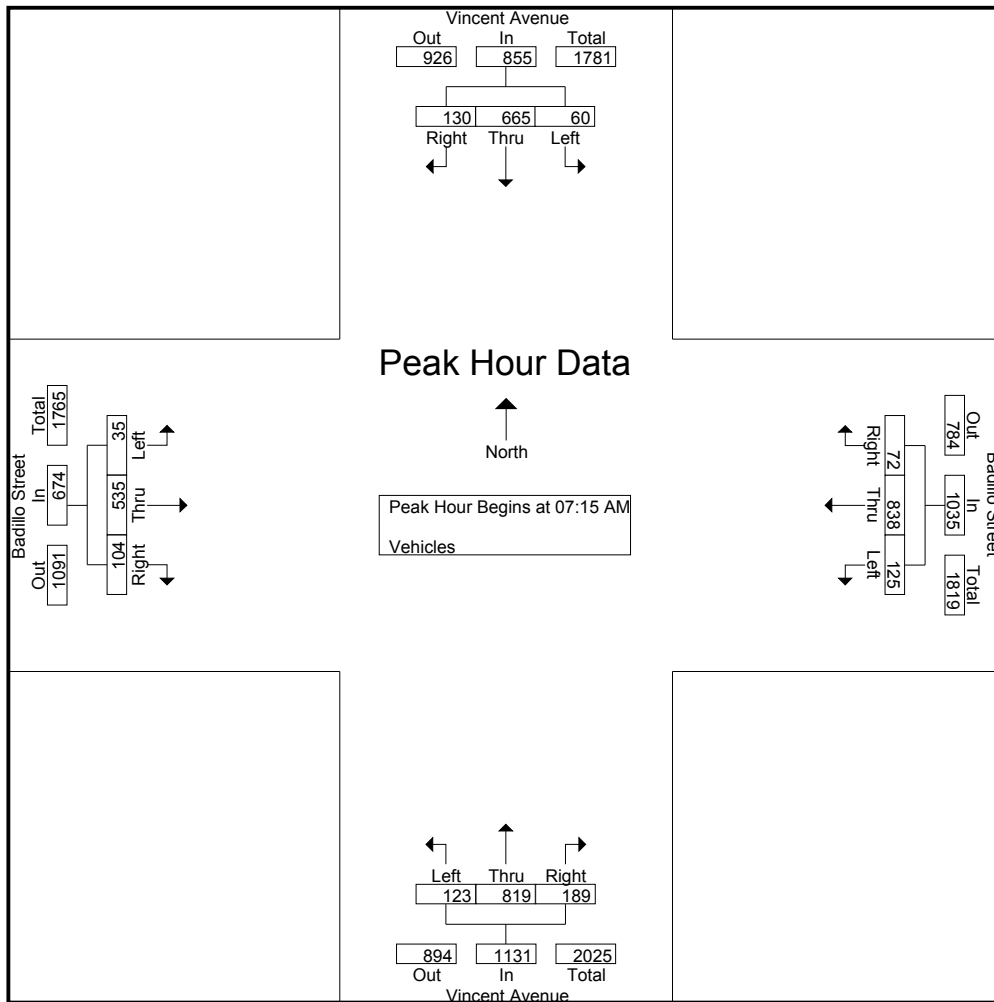 Vincent Avenue
Out In Total
926 855 1781
130 665 60
Right Thru Left
Peak Hour Data
North
Peak Hour Begins at 07:15 AM
Vehicles
Badillo Street
Total In Out
1765 674 1091
35 535 104
Left Thru Right
Right Thru Left
72 838 125
Out In Total
784 1035 1819
Badillo Street
Left Thru Right
123 819 189
894 1131 2025
Out In Total
Vincent Avenue